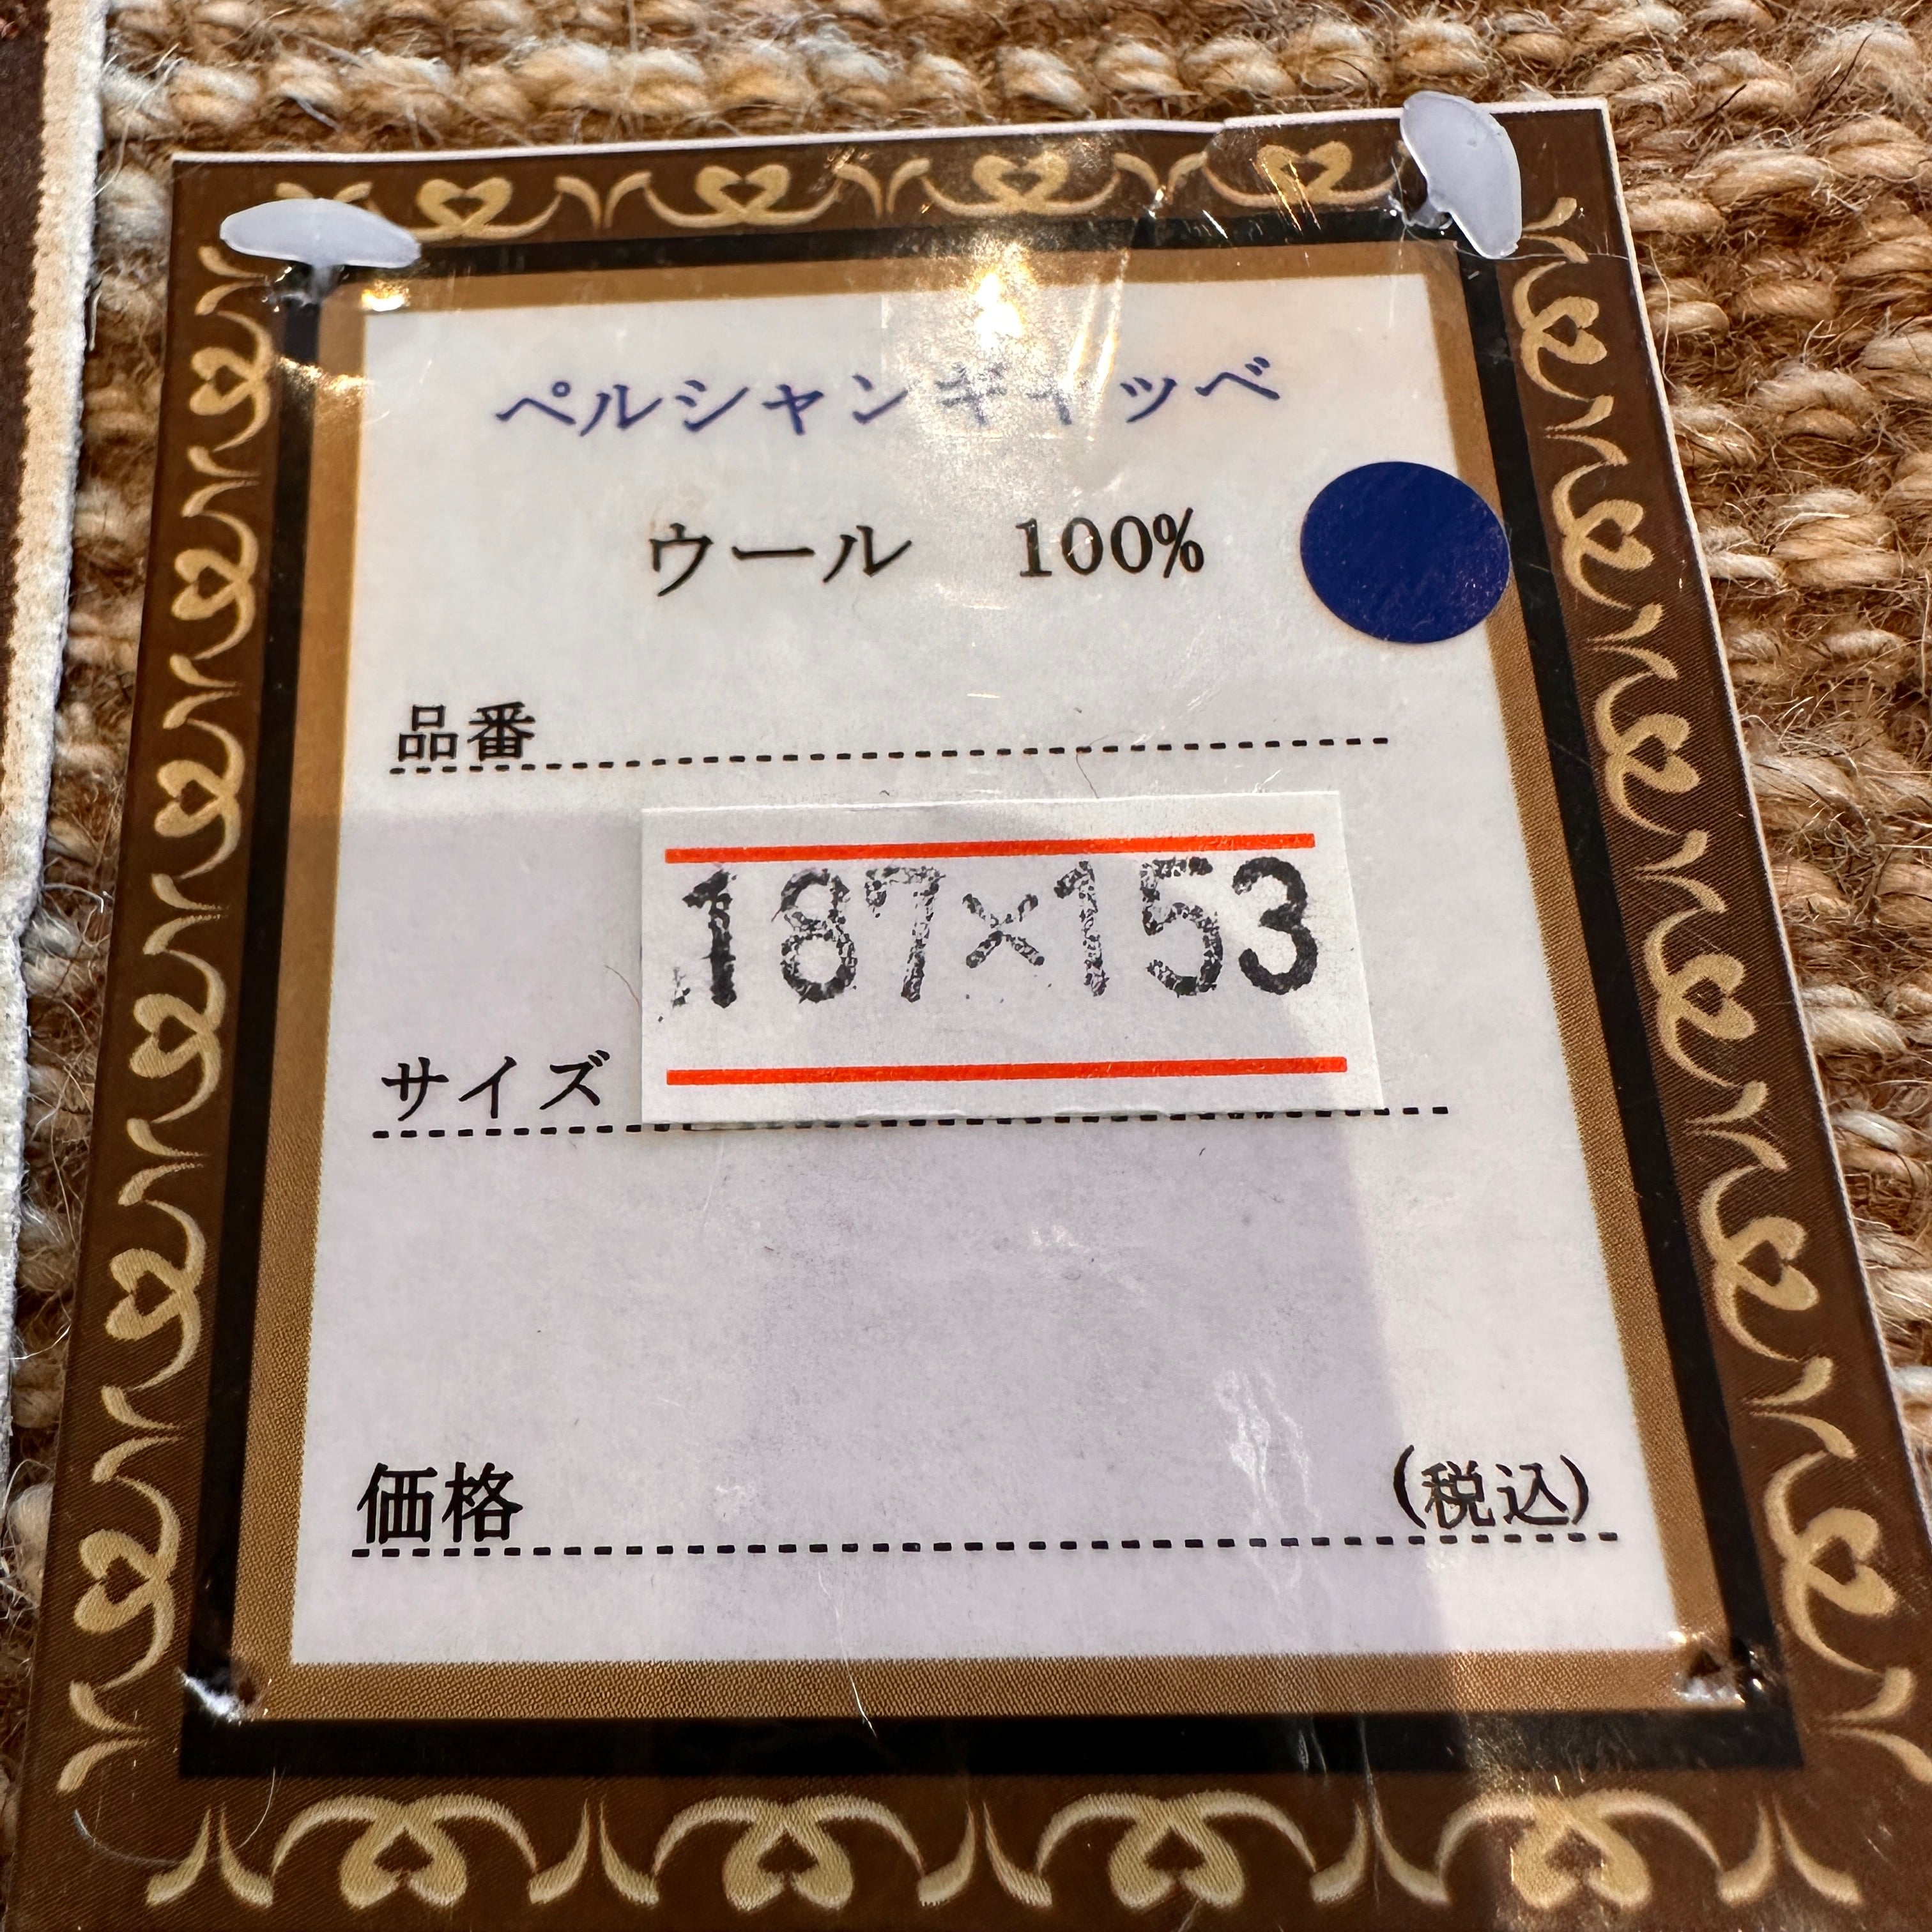 ペルシャンギャッベ
ウール 100%
品番
187×153
サイズ
価格 (税込)